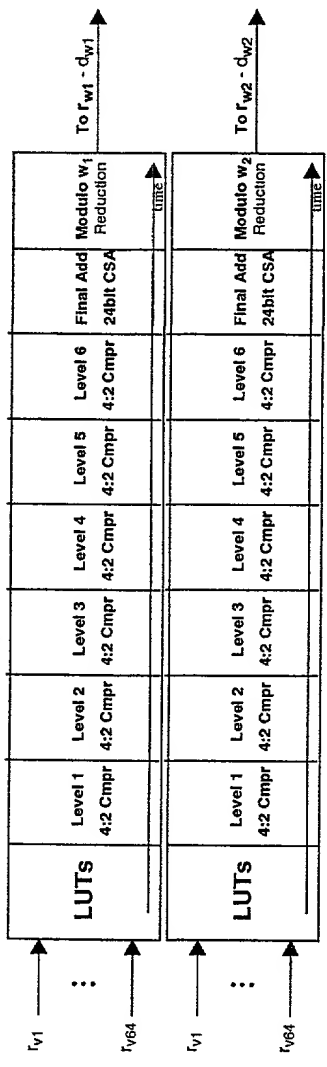 r_v1
⋮
r_v64
LUTs
Level 1
4:2 Cmpr
Level 2
4:2 Cmpr
Level 3
4:2 Cmpr
Level 4
4:2 Cmpr
Level 5
4:2 Cmpr
Level 6
4:2 Cmpr
Final Add
24bit CSA
Modulo w_1
Reduction
time
To r_w1 - d_w1
r_v1
⋮
r_v64
LUTs
Level 1
4:2 Cmpr
Level 2
4:2 Cmpr
Level 3
4:2 Cmpr
Level 4
4:2 Cmpr
Level 5
4:2 Cmpr
Level 6
4:2 Cmpr
Final Add
24bit CSA
Modulo w_2
Reduction
time
To r_w2 - d_w2